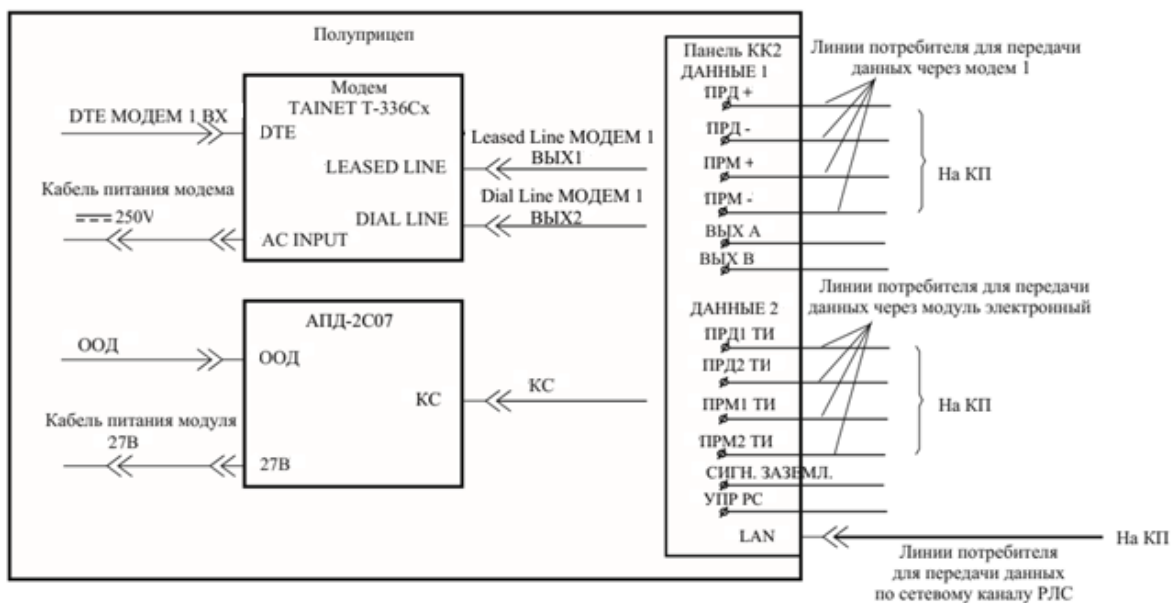 Полуприцеп
Модем
TAINET T-336Cx
DTE МОДЕМ 1 ВХ
DTE
LEASED LINE
Leased Line МОДЕМ 1
ВЫХ1
Кабель питания модема
250V
DIAL LINE
Dial Line МОДЕМ 1
ВЫХ2
AC INPUT
АПД-2С07
ООД
ООД
КС
КС
Кабель питания модуля
27В
27В
Панель КК2
ДАННЫЕ 1
ПРД +
ПРД -
ПРМ +
ПРМ -
ВЫХ А
ВЫХ В
Линии потребителя для передачи
данных через модем 1
На КП
ДАННЫЕ 2
ПРД1 ТИ
ПРД2 ТИ
ПРМ1 ТИ
ПРМ2 ТИ
СИГН. ЗАЗЕМЛ.
УПР РС
LAN
Линии потребителя для передачи
данных через модуль электронный
На КП
На КП
Линии потребителя
для передачи данных
по сетевому каналу РЛС